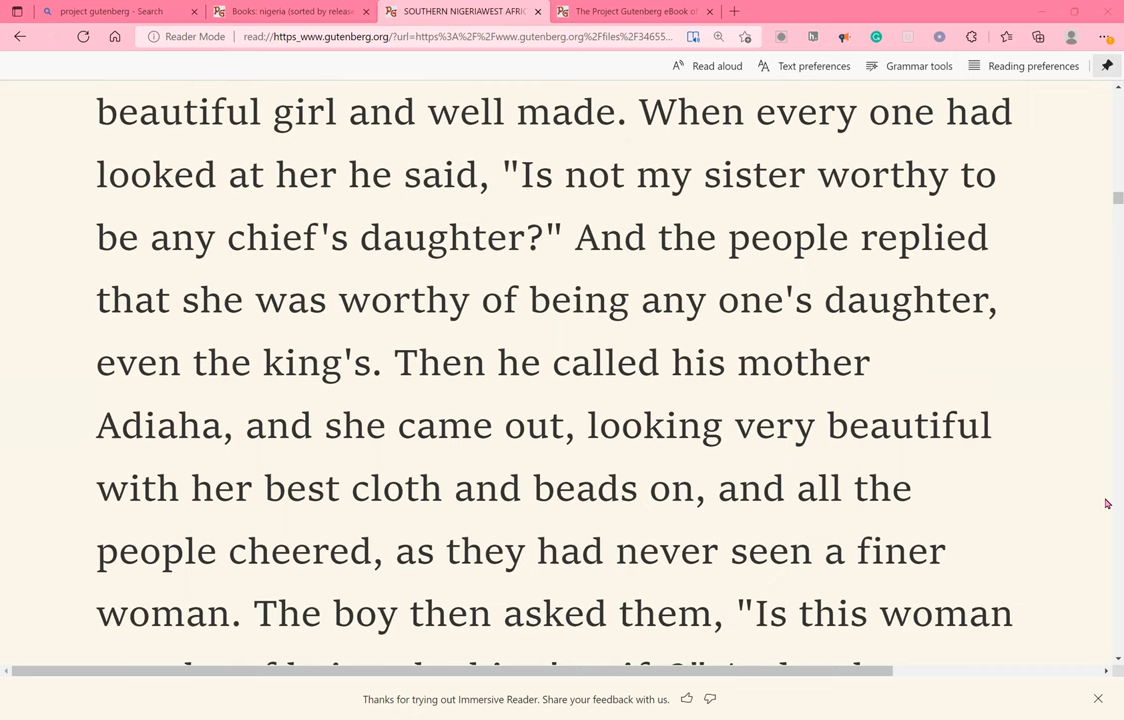 project gutenberg - Search
Books: nigeria (sorted by releas
SOUTHERN NIGERIAWEST AFRI
The Project Gutenberg eBook o
Reader Mode
read://https_www.gutenberg.org/?url=https%3A%2F%2Fwww.gutenberg.org%2Ffiles%2F34655...
Read aloud
Text preferences
Grammar tools
Reading preferences
beautiful girl and well made. When every one had
looked at her he said, "Is not my sister worthy to
be any chief's daughter?" And the people replied
that she was worthy of being any one's daughter,
even the king's. Then he called his mother
Adiaha, and she came out, looking very beautiful
with her best cloth and beads on, and all the
people cheered, as they had never seen a finer
woman. The boy then asked them, "Is this woman
Thanks for trying out Immersive Reader. Share your feedback with us.